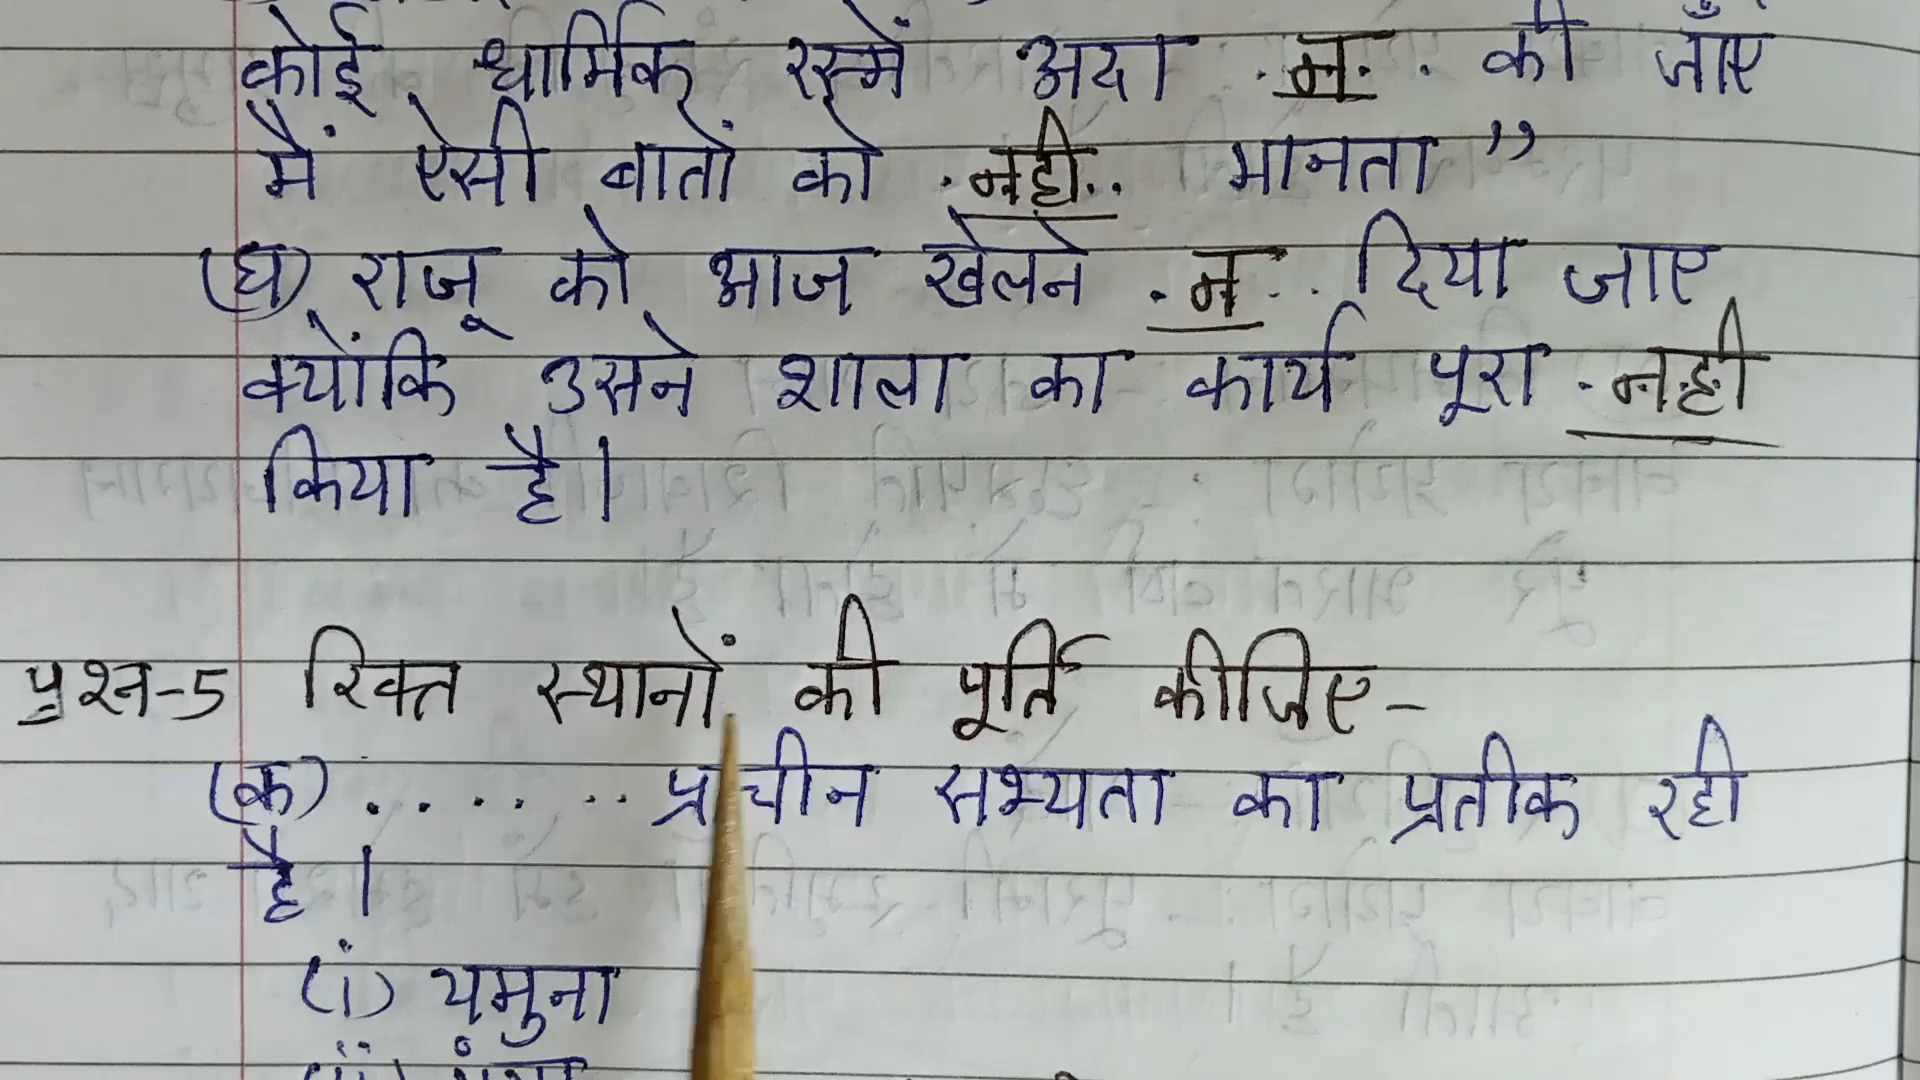 कोई धार्मिक रस्में अदा .न. . की जाँए
मैं ऐसी बातों को .नही.. मानता”
(घ) राजू को आज खेलने .न... दिया जाए
क्योंकि उसने शाला का कार्य पूरा .नही
किया है।
प्रश्न-5 रिक्त स्थानों की पूर्ति कीजिए-
(क) . . . . . .. प्राचीन सभ्यता का प्रतीक रही
है।
(i) यमुना